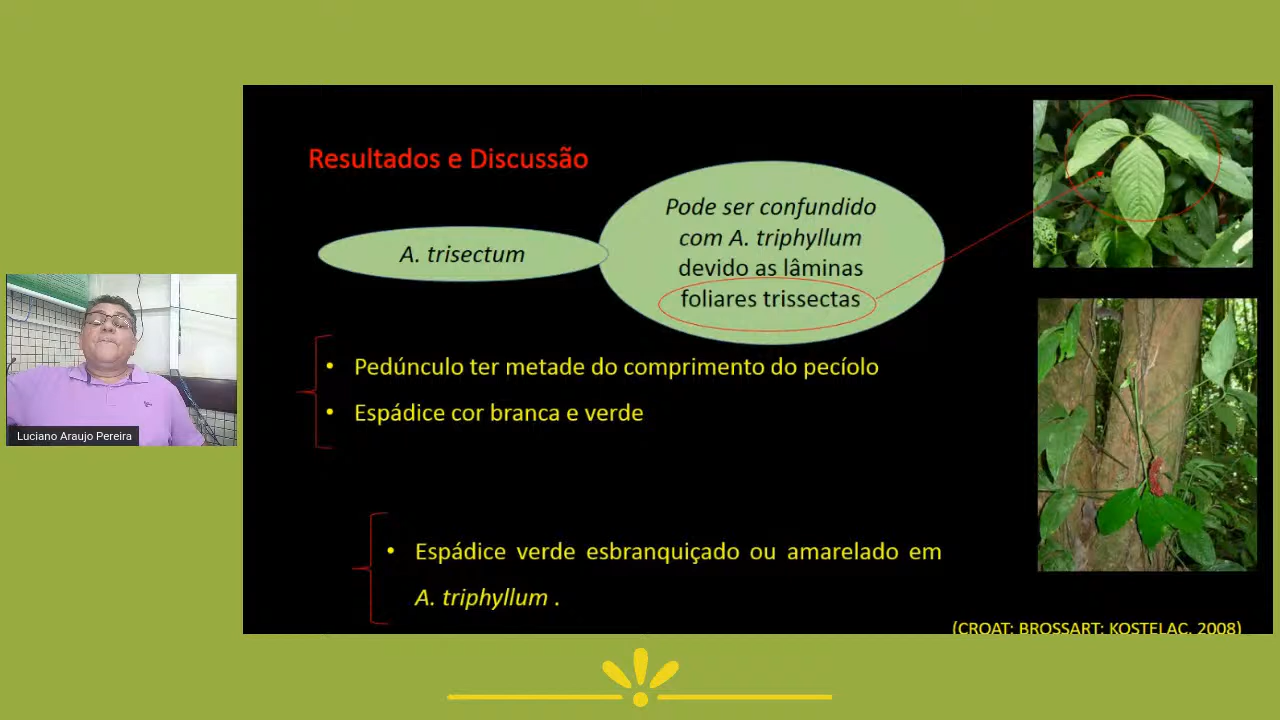 Resultados e Discussão
A. trisectum
Pode ser confundido
com A. triphyllum
devido as lâminas
foliares trissectas
• Pedúnculo ter metade do comprimento do pecíolo
• Espádice cor branca e verde
• Espádice verde esbranquiçado ou amarelado em
A. triphyllum .
(CROAT; BROSSART; KOSTELAC, 2008)
Luciano Araujo Pereira